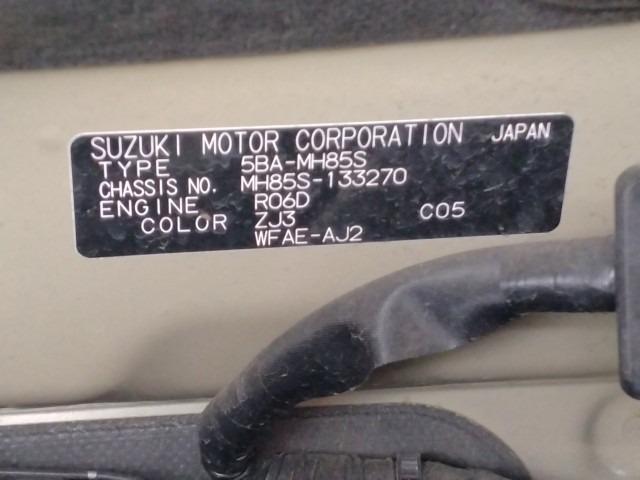 SUZUKI MOTOR CORPORATION JAPAN
TYPE 5BA-MH85S
CHASSIS NO. MH85S-133270
ENGINE R06D
COLOR ZJ3 C05
WFAE-AJ2